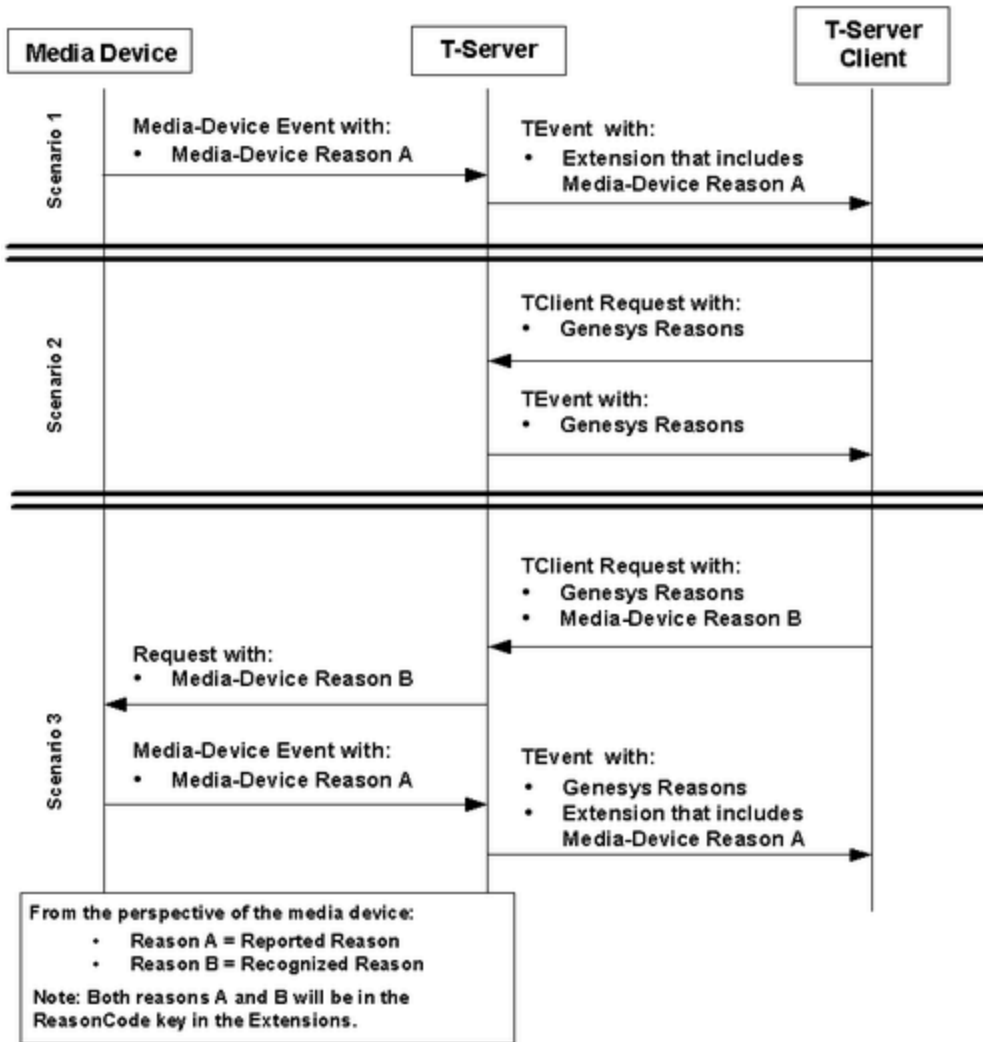 Media Device
T-Server
T-Server
Client
Scenario 1
Media-Device Event with:
• Media-Device Reason A
TEvent with:
• Extension that includes
Media-Device Reason A
Scenario 2
TClient Request with:
• Genesys Reasons
TEvent with:
• Genesys Reasons
Scenario 3
TClient Request with:
• Genesys Reasons
• Media-Device Reason B
Request with:
• Media-Device Reason B
Media-Device Event with:
• Media-Device Reason A
TEvent with:
• Genesys Reasons
• Extension that includes
Media-Device Reason A
From the perspective of the media device:
• Reason A = Reported Reason
• Reason B = Recognized Reason
Note: Both reasons A and B will be in the
ReasonCode key in the Extensions.